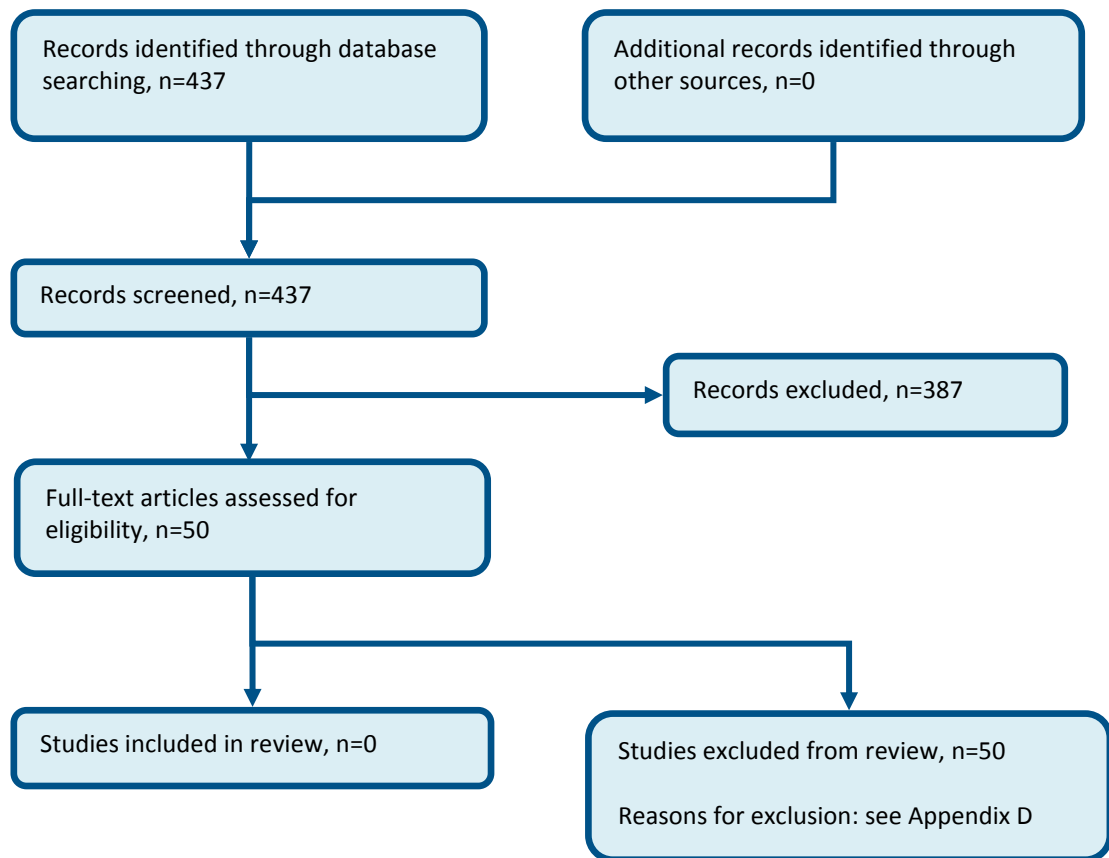 Records identified through database
searching, n=437
Additional records identified through
other sources, n=0
Records screened, n=437
Records excluded, n=387
Full-text articles assessed for
eligibility, n=50
Studies included in review, n=0
Studies excluded from review, n=50
Reasons for exclusion: see Appendix D